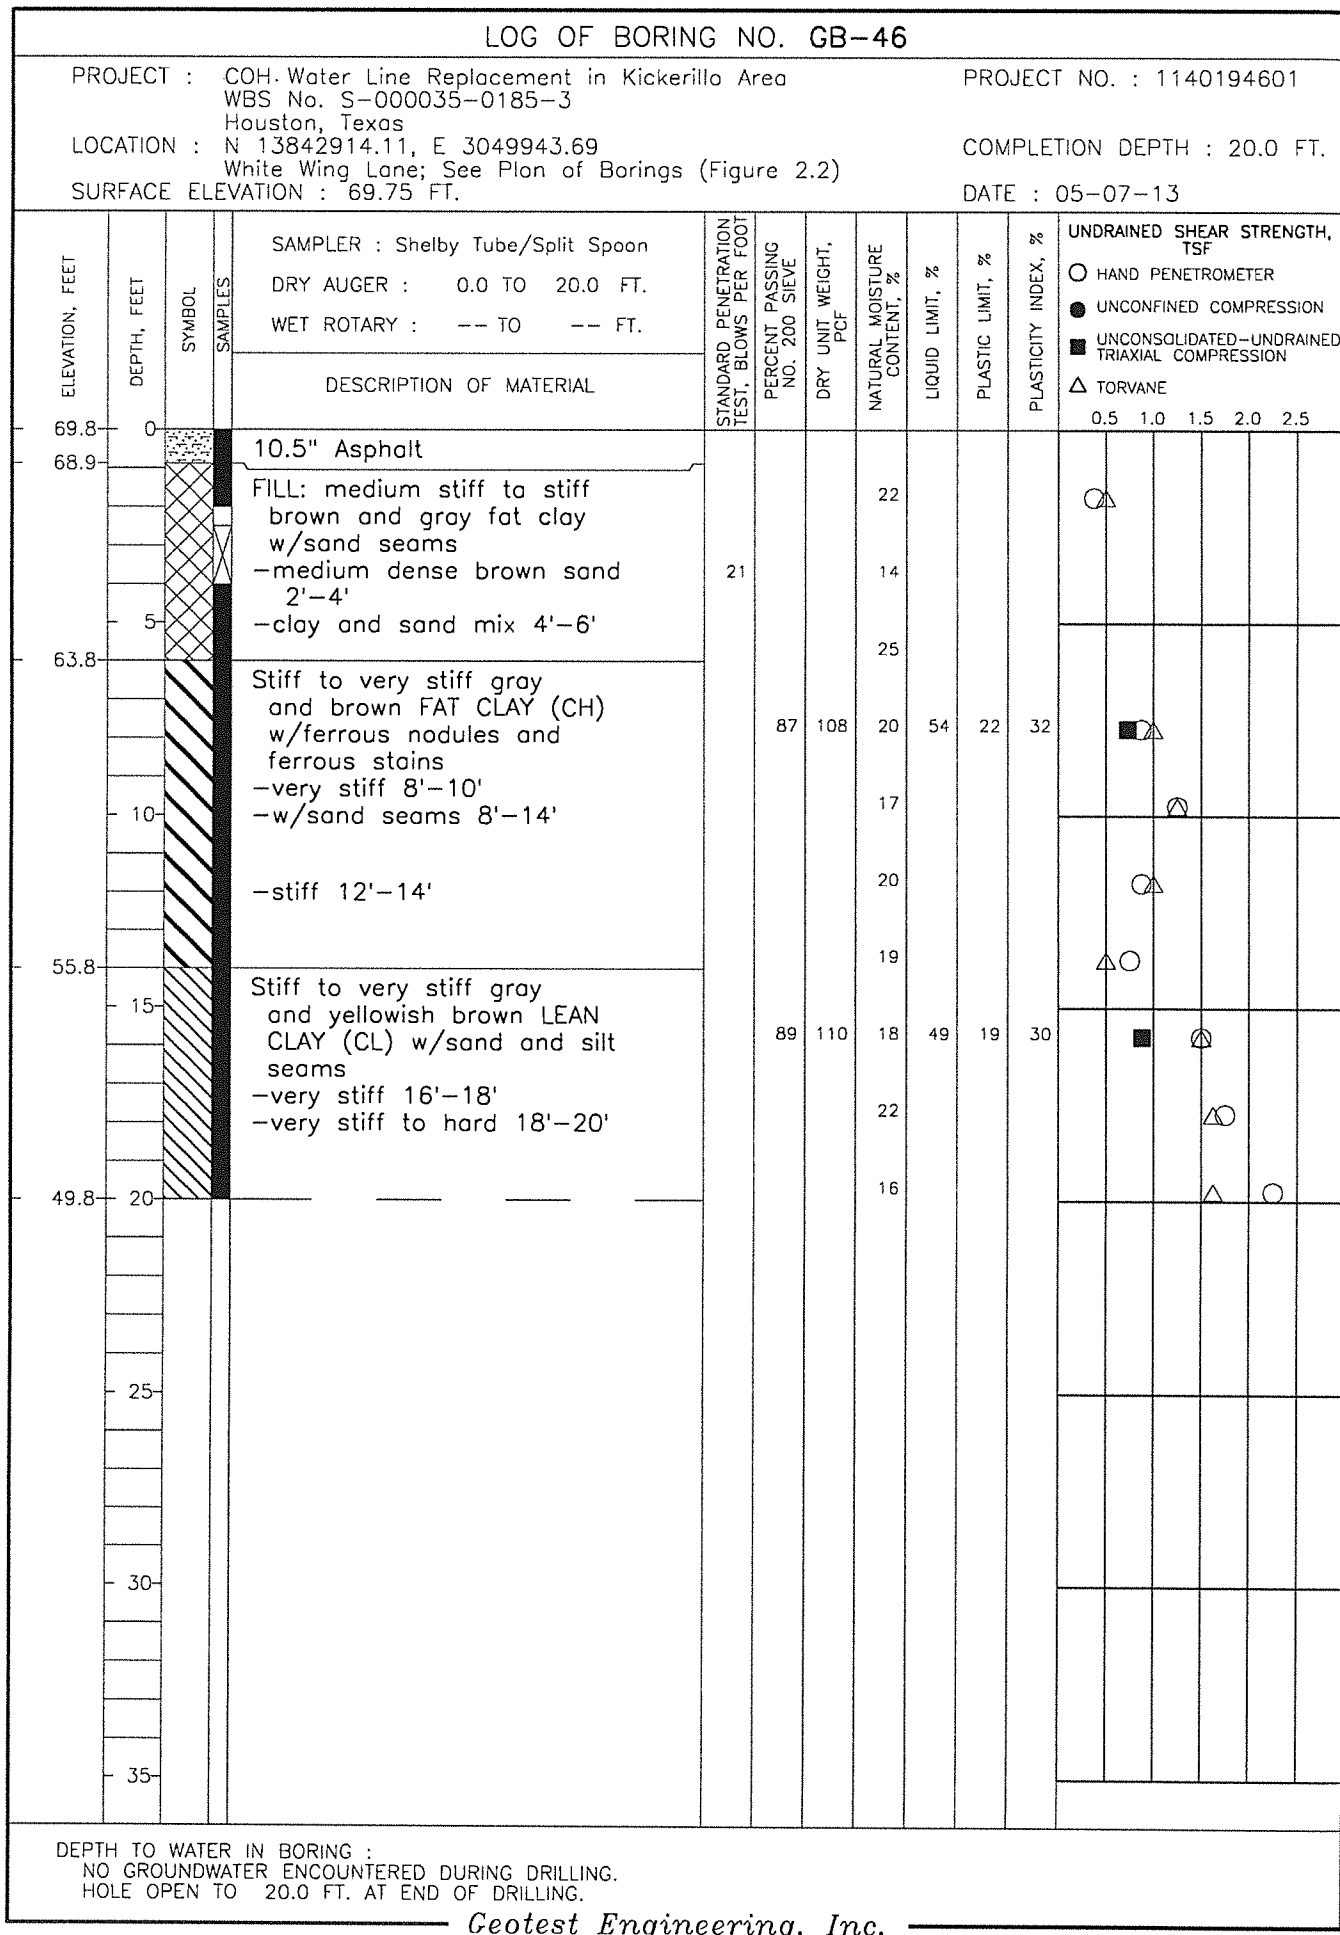 LOG OF BORING NO. GB-46
PROJECT : COH Water Line Replacement in Kickerillo Area
WBS No. S-000035-0185-3
Houston, Texas
PROJECT NO. : 1140194601
LOCATION : N 13842914.11, E 3049943.69
White Wing Lane; See Plan of Borings (Figure 2.2)
COMPLETION DEPTH : 20.0 FT.
SURFACE ELEVATION : 69.75 FT.
DATE : 05-07-13
ELEVATION, FEET
DEPTH, FEET
SYMBOL
SAMPLES
SAMPLER : Shelby Tube/Split Spoon
DRY AUGER : 0.0 TO 20.0 FT.
WET ROTARY : -- TO -- FT.
DESCRIPTION OF MATERIAL
STANDARD PENETRATION
TEST, BLOWS PER FOOT
PERCENT PASSING
NO. 200 SIEVE
DRY UNIT WEIGHT,
PCF
NATURAL MOISTURE
CONTENT, %
LIQUID LIMIT, %
PLASTIC LIMIT, %
PLASTICITY INDEX, %
UNDRAINED SHEAR STRENGTH,
TSF
HAND PENETROMETER
UNCONFINED COMPRESSION
UNCONSOLIDATED-UNDRAINED
TRIAXIAL COMPRESSION
TORVANE
0.5 1.0 1.5 2.0 2.5
69.8 0
10.5" Asphalt
68.9
FILL: medium stiff to stiff
22
brown and gray fat clay
w/sand seams
-medium dense brown sand
21 14
2'-4'
5
-clay and sand mix 4'-6'
25
63.8
Stiff to very stiff gray
and brown FAT CLAY (CH)
87 108 20 54 22 32
w/ferrous nodules and
ferrous stains
-very stiff 8'-10'
17
10
-w/sand seams 8'-14'
20
-stiff 12'-14'
19
55.8
Stiff to very stiff gray
15
and yellowish brown LEAN
CLAY (CL) w/sand and silt
89 110 18 49 19 30
seams
-very stiff 16'-18'
22
-very stiff to hard 18'-20'
16
49.8 20
25
30
35
DEPTH TO WATER IN BORING :
NO GROUNDWATER ENCOUNTERED DURING DRILLING.
HOLE OPEN TO 20.0 FT. AT END OF DRILLING.
Geotest Engineering, Inc.